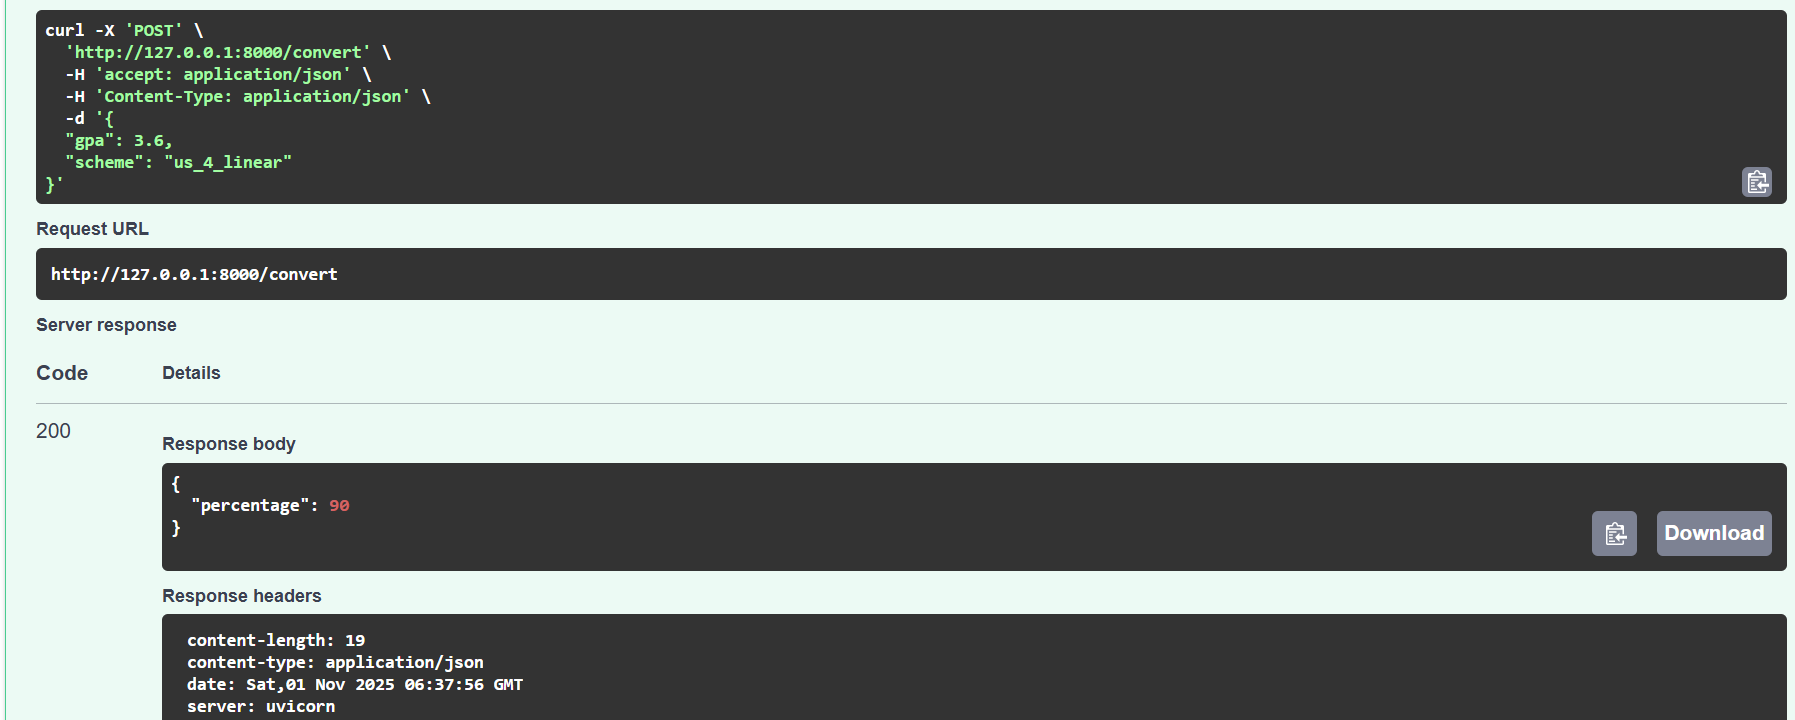 curl -X 'POST' \
  'http://127.0.0.1:8000/convert' \
  -H 'accept: application/json' \
  -H 'Content-Type: application/json' \
  -d '{
  "gpa": 3.6,
  "scheme": "us_4_linear"
}'
Request URL
http://127.0.0.1:8000/convert
Server response
Code Details
200
Response body
{
  "percentage": 90
}
Download
Response headers
content-length: 19
content-type: application/json
date: Sat,01 Nov 2025 06:37:56 GMT
server: uvicorn